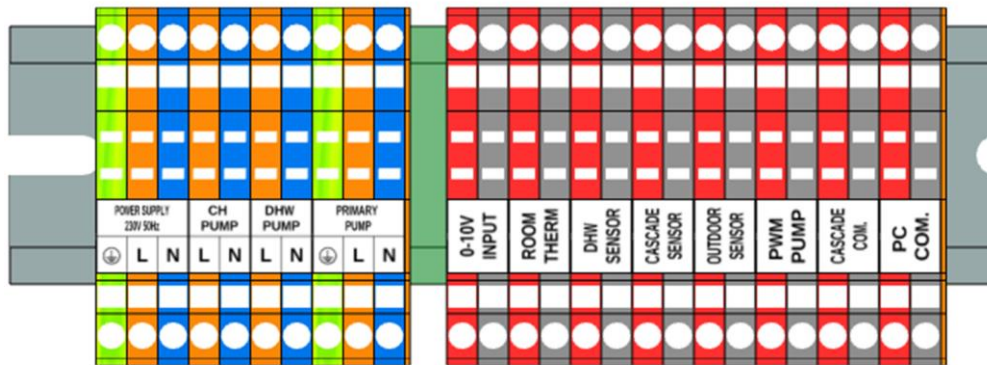 POWER SUPPLY
230V 50Hz
L N
CH
PUMP
L N
DHW
PUMP
L N
PRIMARY
PUMP
L N
0-10V
INPUT
ROOM
THERM
DHW
SENSOR
CASCADE
SENSOR
OUTDOOR
SENSOR
PWM
PUMP
CASCADE
COM.
PC
COM.